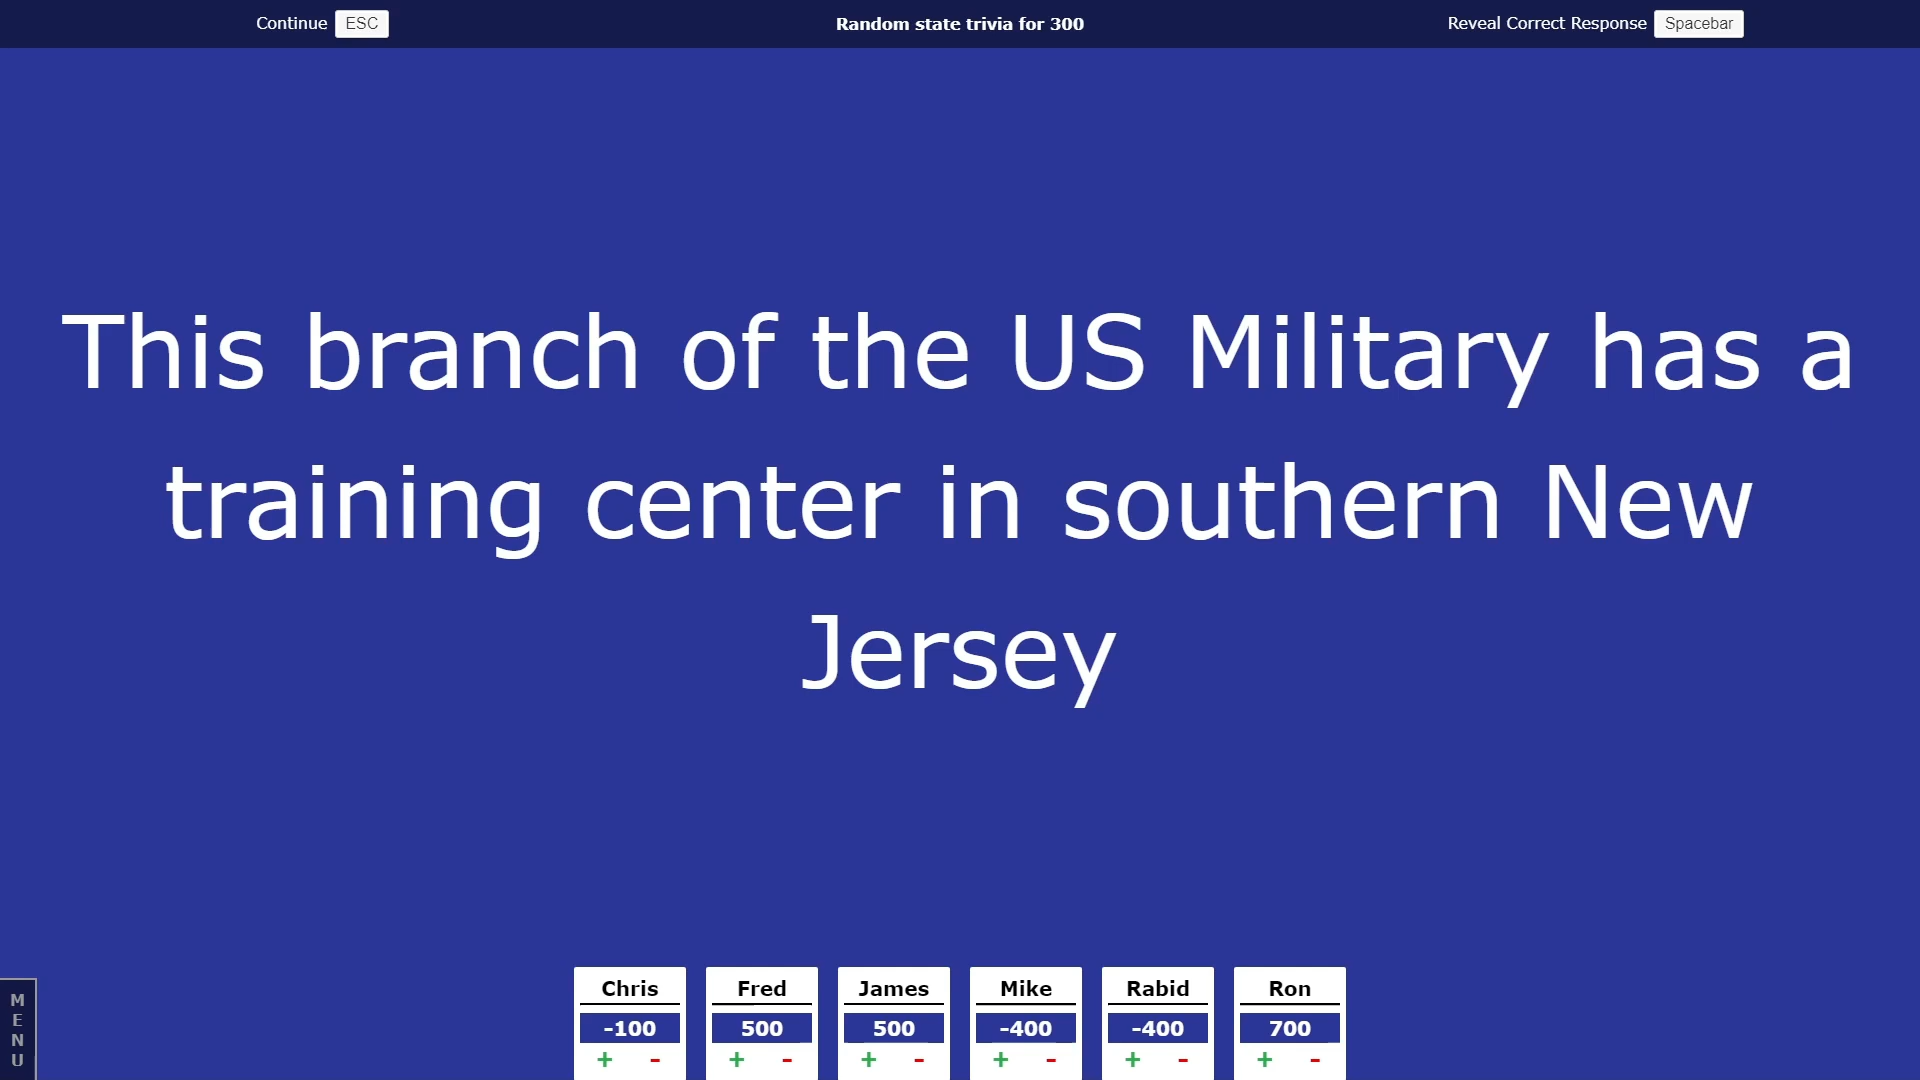 Continue ESC
Random state trivia for 300
Reveal Correct Response Spacebar
This branch of the US Military has a
training center in southern New
Jersey
MENU
Chris Fred James Mike Rabid Ron
-100 500 500 -400 -400 700
+ - + - + - + - + - + -